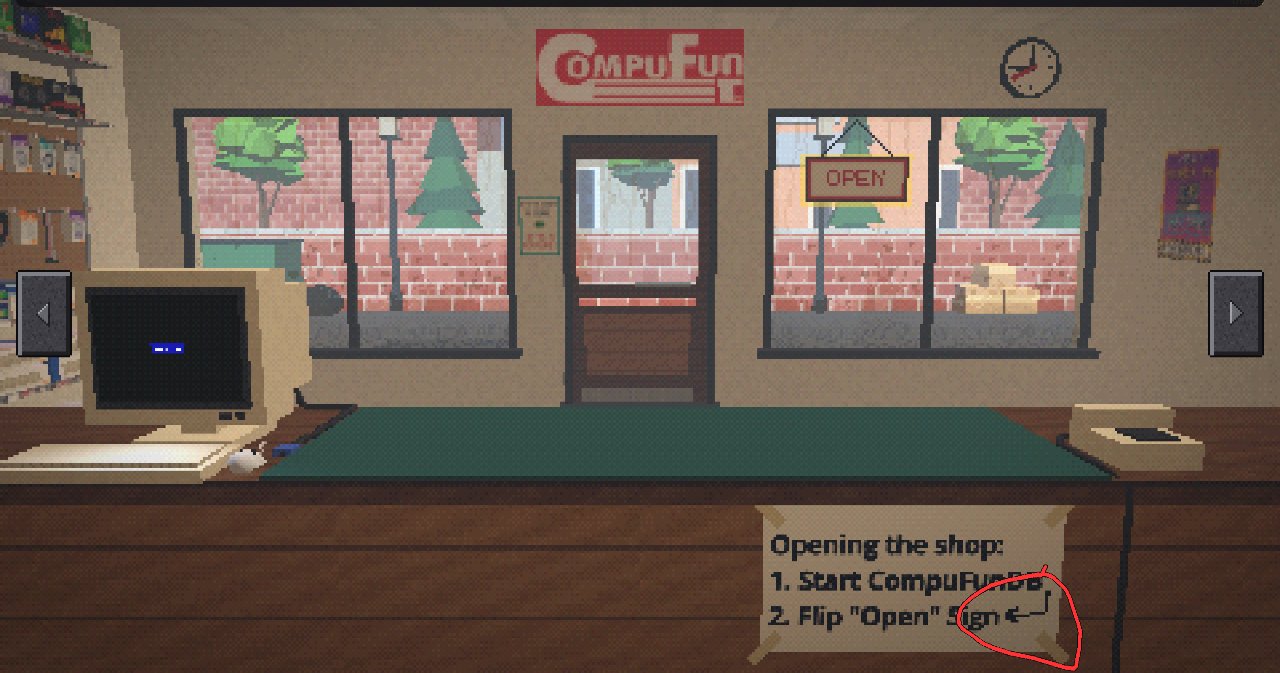 COMPUFUN
OPEN
Opening the shop:
1. Start CompuFunDB
2. Flip "Open" Sign